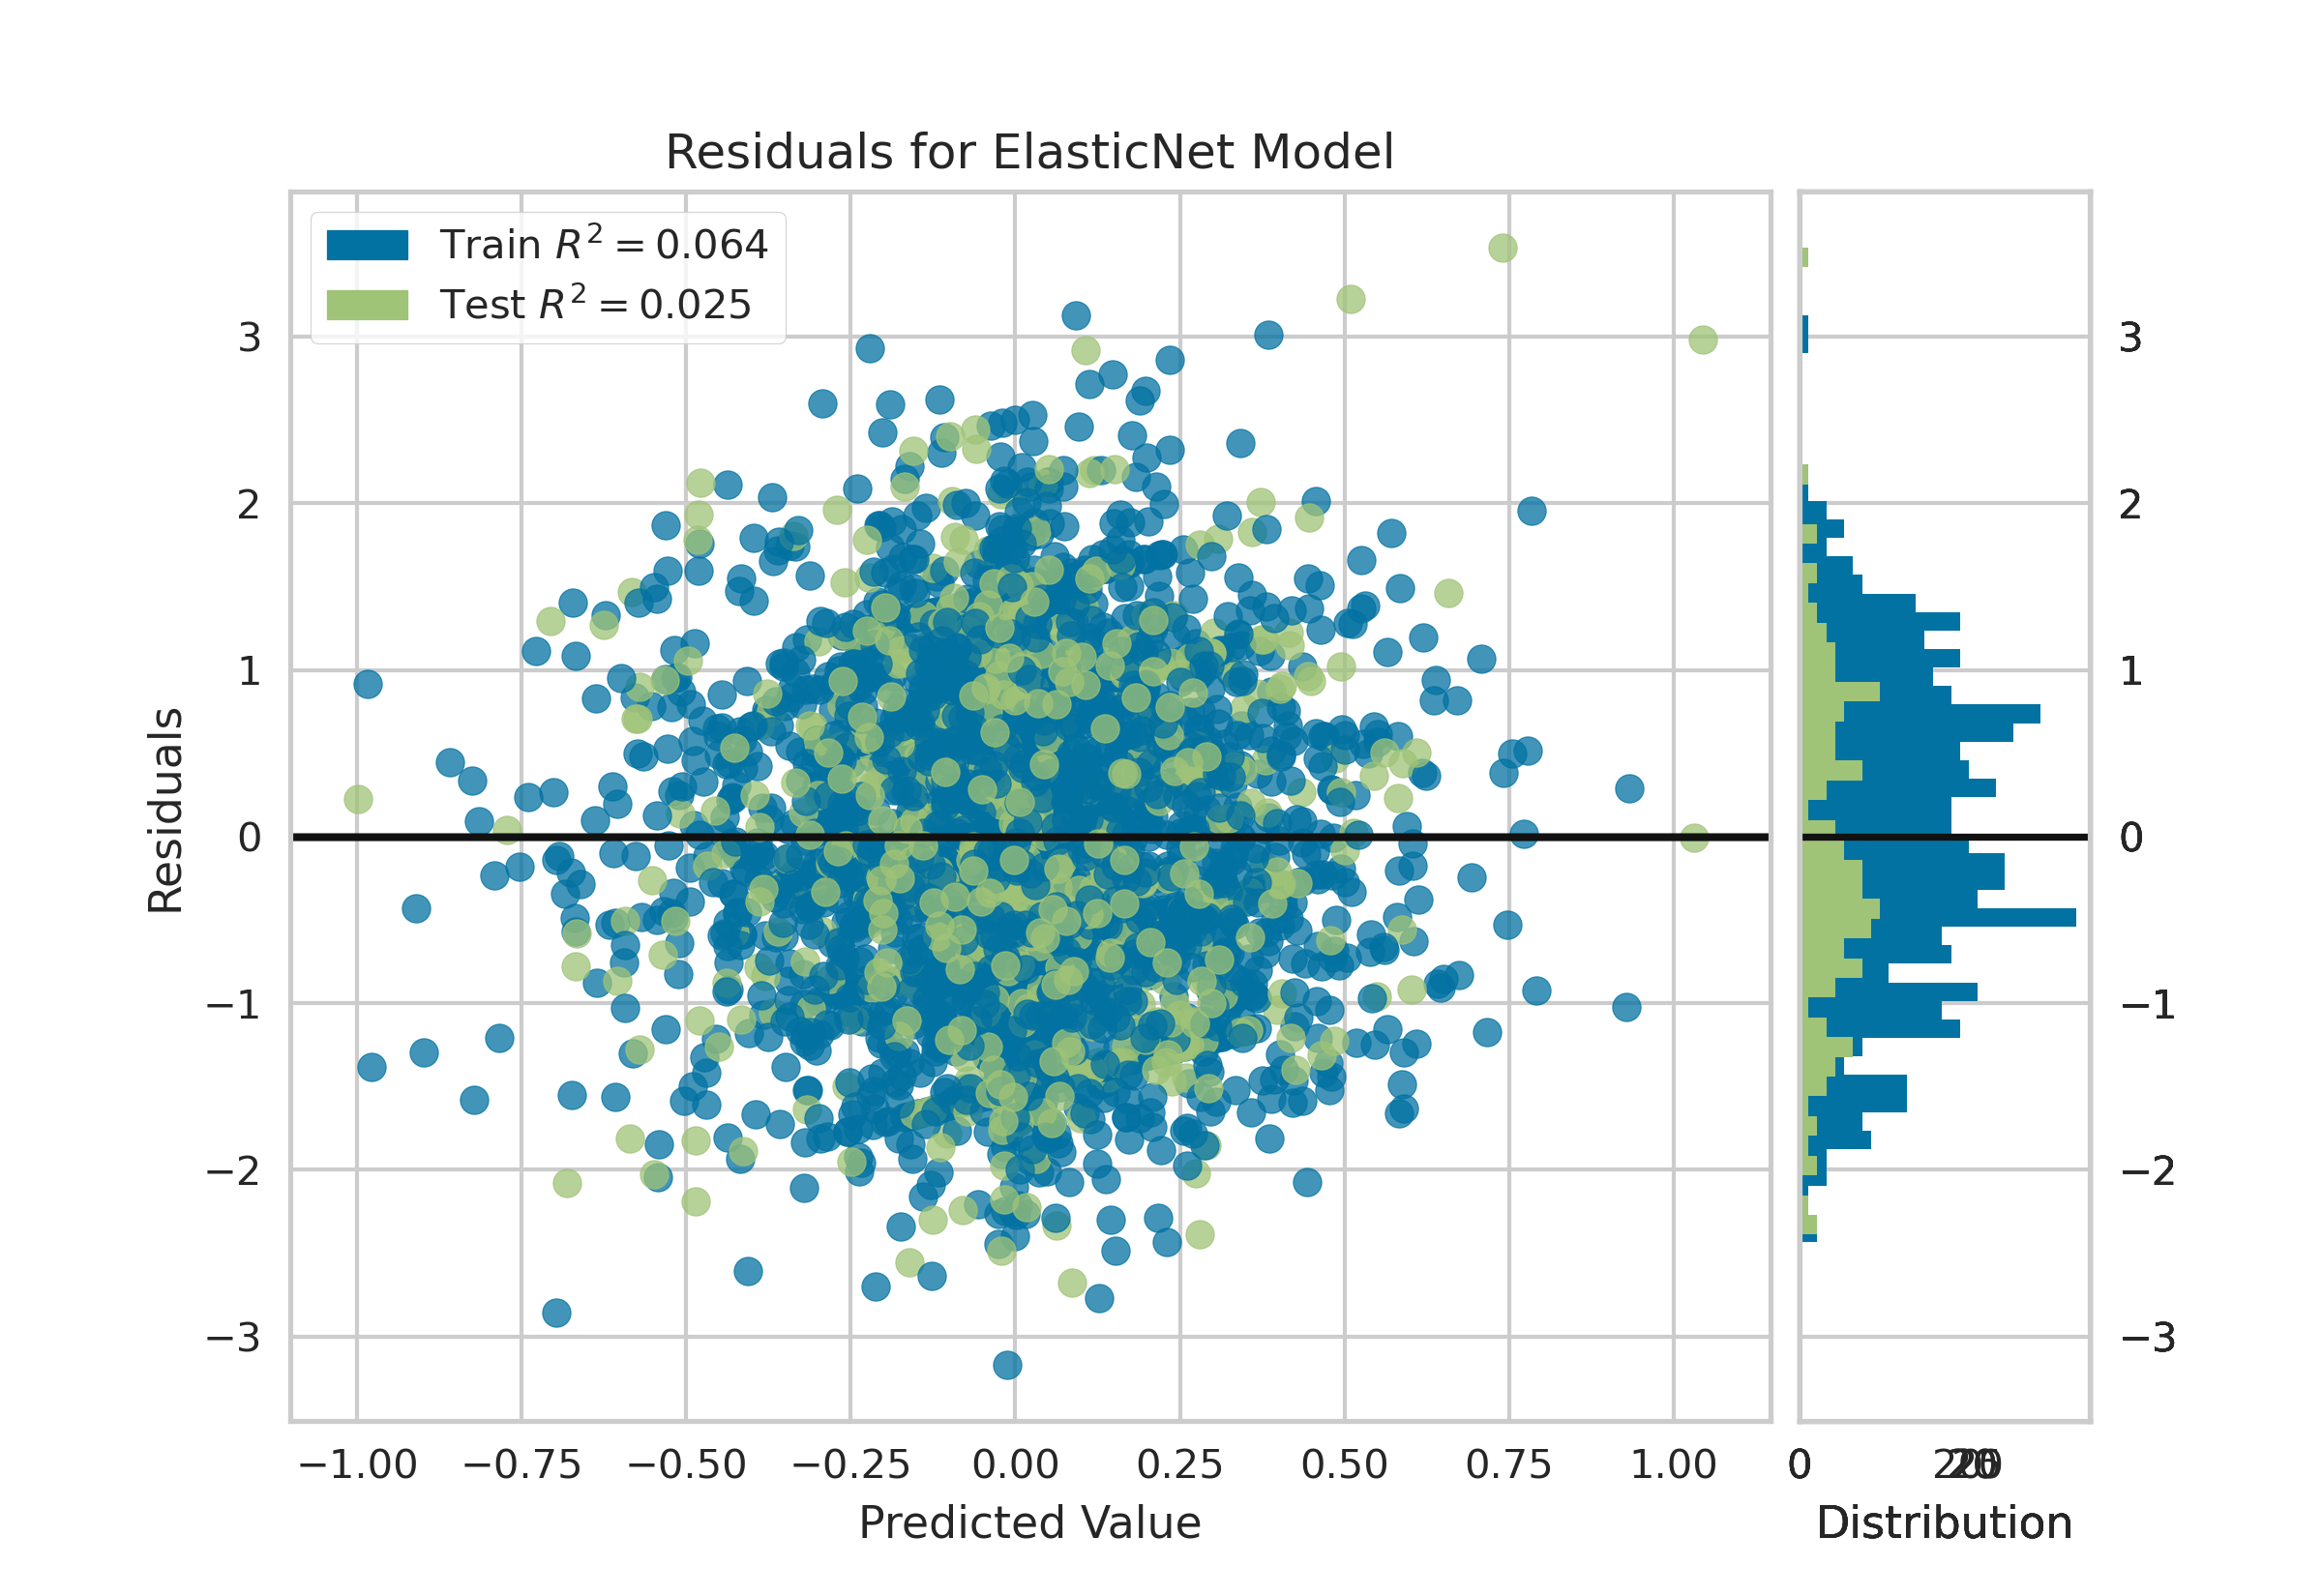 Residuals for ElasticNet Model
Train R² = 0.064
Test R² = 0.025
Residuals
3
2
1
0
−1
−2
−3
3
2
1
0
−1
−2
−3
−1.00 −0.75 −0.50 −0.25 0.00 0.25 0.50 0.75 1.00
0
Predicted Value
Distribution